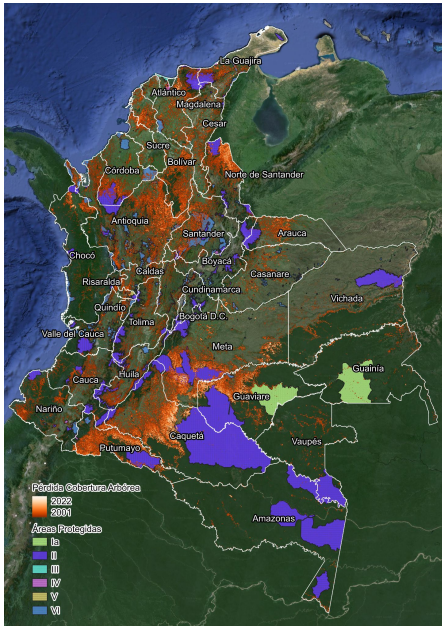 La Guajira
Atlántico
Magdalena
Cesar
Sucre
Bolívar
Córdoba
Norte de Santander
Antioquia
Santander
Arauca
Chocó
Boyacá
Caldas
Casanare
Risaralda
Cundinamarca
Vichada
Quindío
Bogotá D.C.
Tolima
Valle del Cauca
Meta
Guainía
Huila
Cauca
Guaviare
Nariño
Caquetá
Vaupés
Putumayo
Pérdida Cobertura Arbórea
2022
2001
Amazonas
Áreas Protegidas
Ia
II
III
IV
V
VI